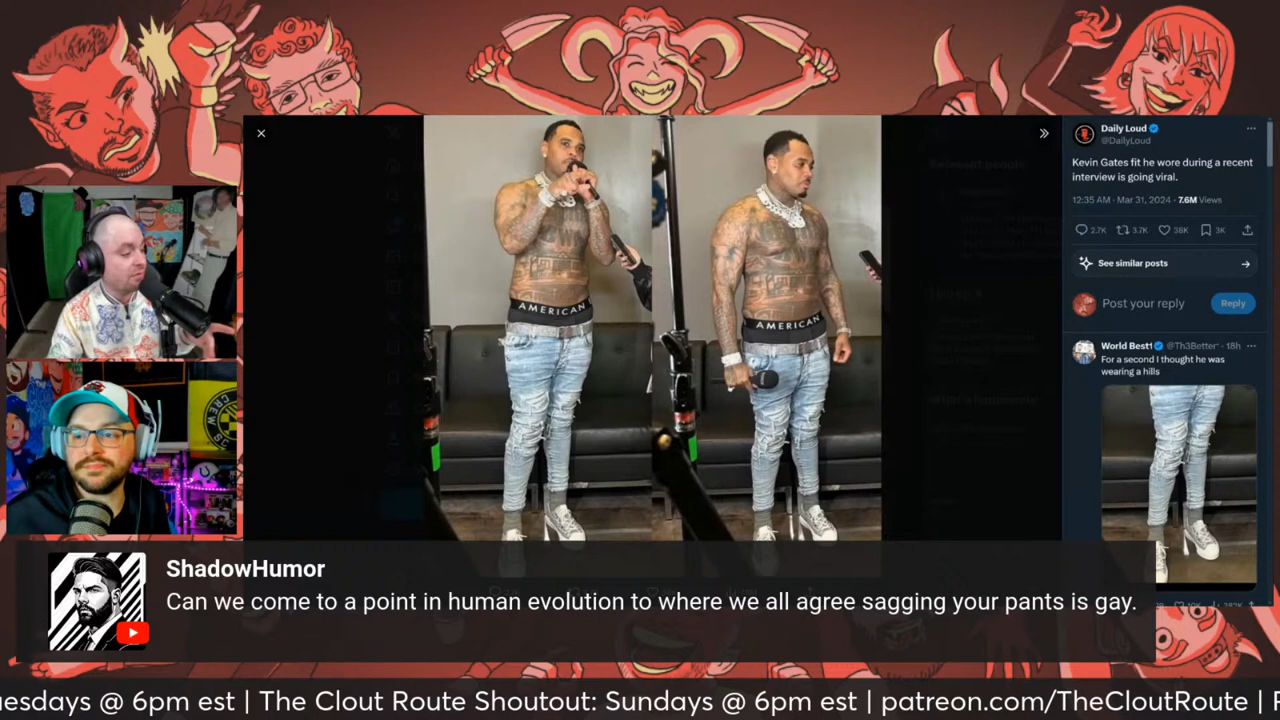 Daily Loud
@DailyLoud
Kevin Gates fit he wore during a recent
interview is going viral.
12:35 AM · Mar 31, 2024 · 7.6M Views
2.7K 3.7K 38K 3K
See similar posts
Post your reply Reply
World Best1 @Th3Better · 18h
For a second I thought he was
wearing a hills
AMERICAN
AMERICAN
CREW
ShadowHumor
Can we come to a point in human evolution to where we all agree sagging your pants is gay.
uesdays @ 6pm est | The Clout Route Shoutout: Sundays @ 6pm est | patreon.com/TheCloutRoute |